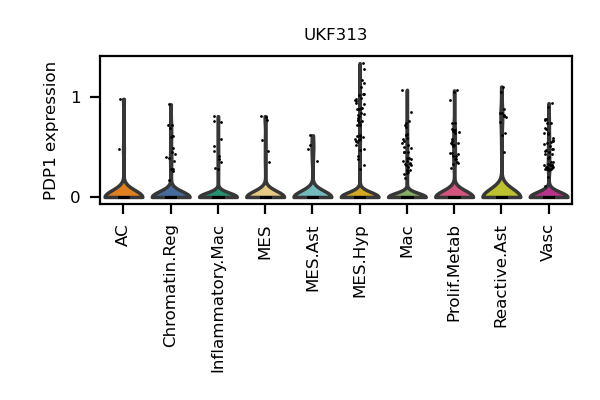 UKF313
PDP1 expression
1
0
AC
Chromatin.Reg
Inflammatory.Mac
MES
MES.Ast
MES.Hyp
Mac
Prolif.Metab
Reactive.Ast
Vasc